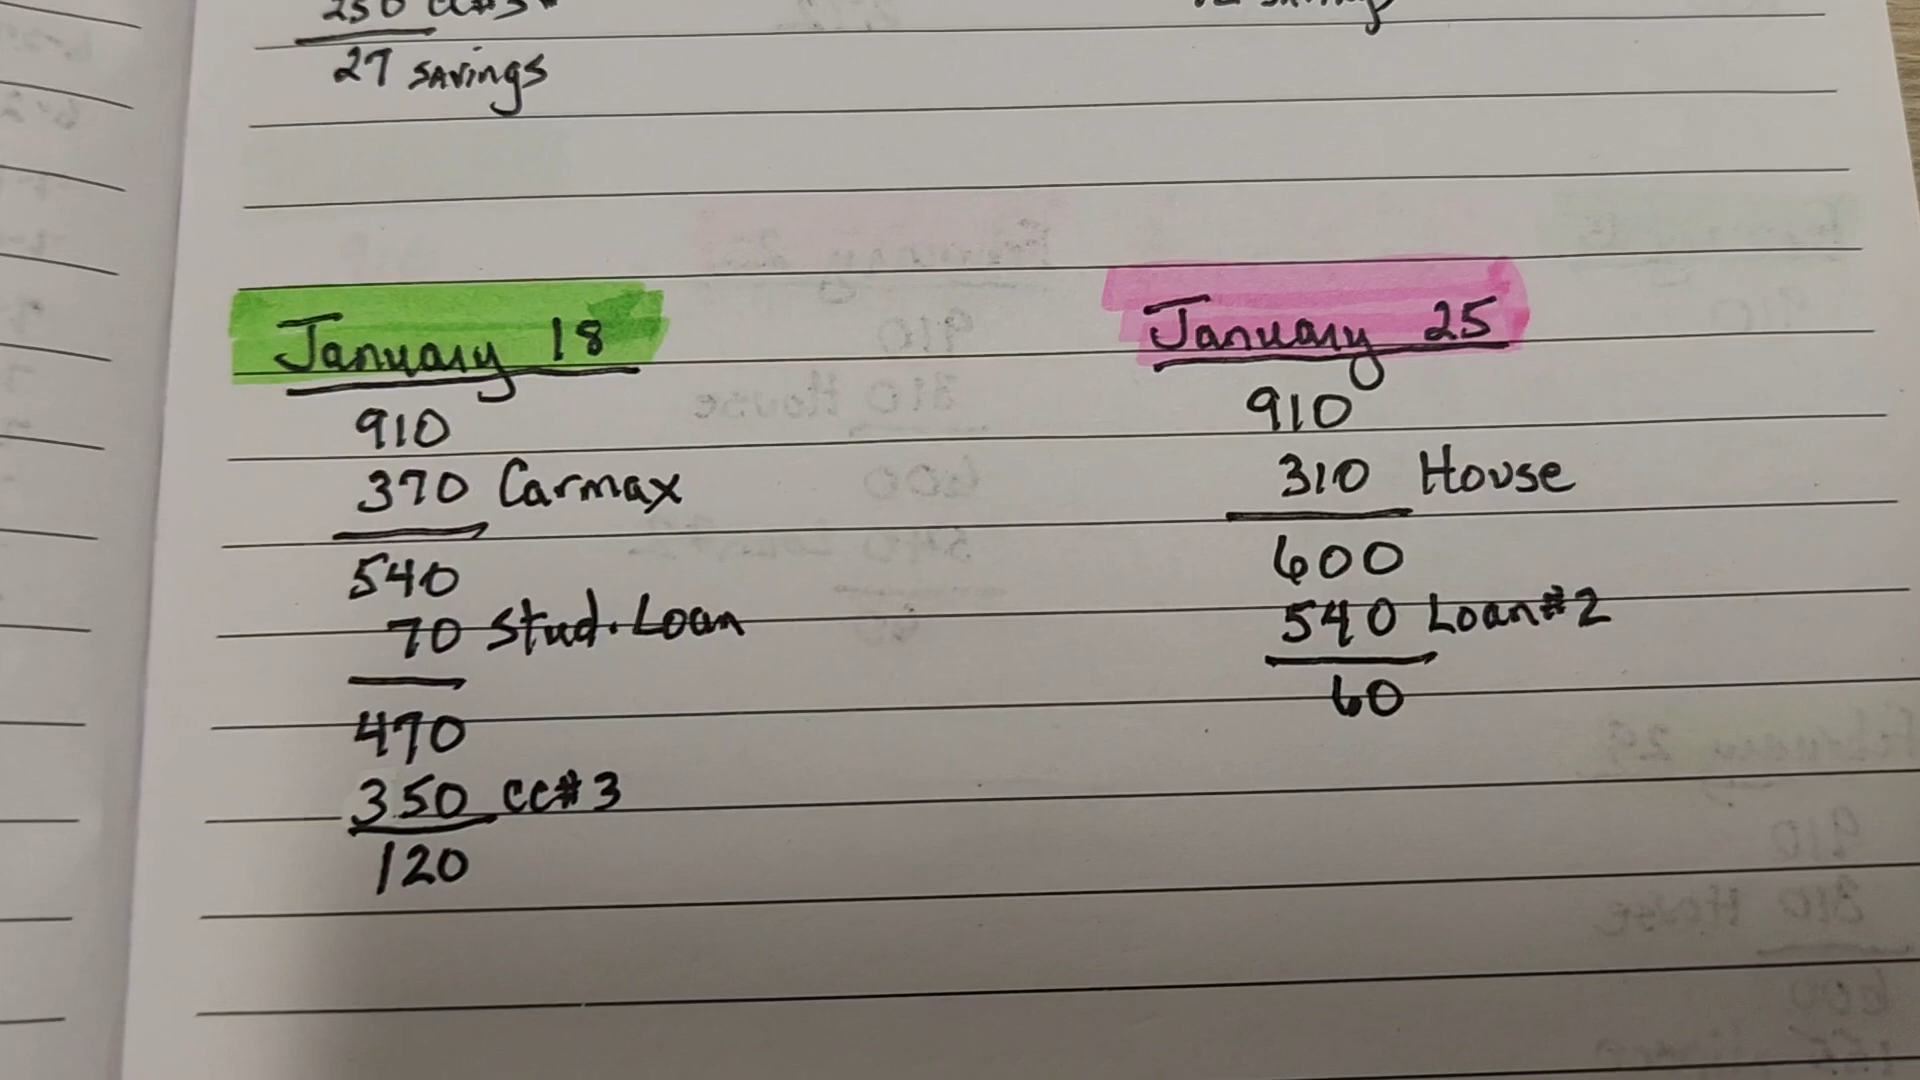 27 savings
January 18
910
370 Carmax
540
70 Stud. Loan
470
350 CC#3
120
January 25
910
310 House
600
540 Loan#2
60